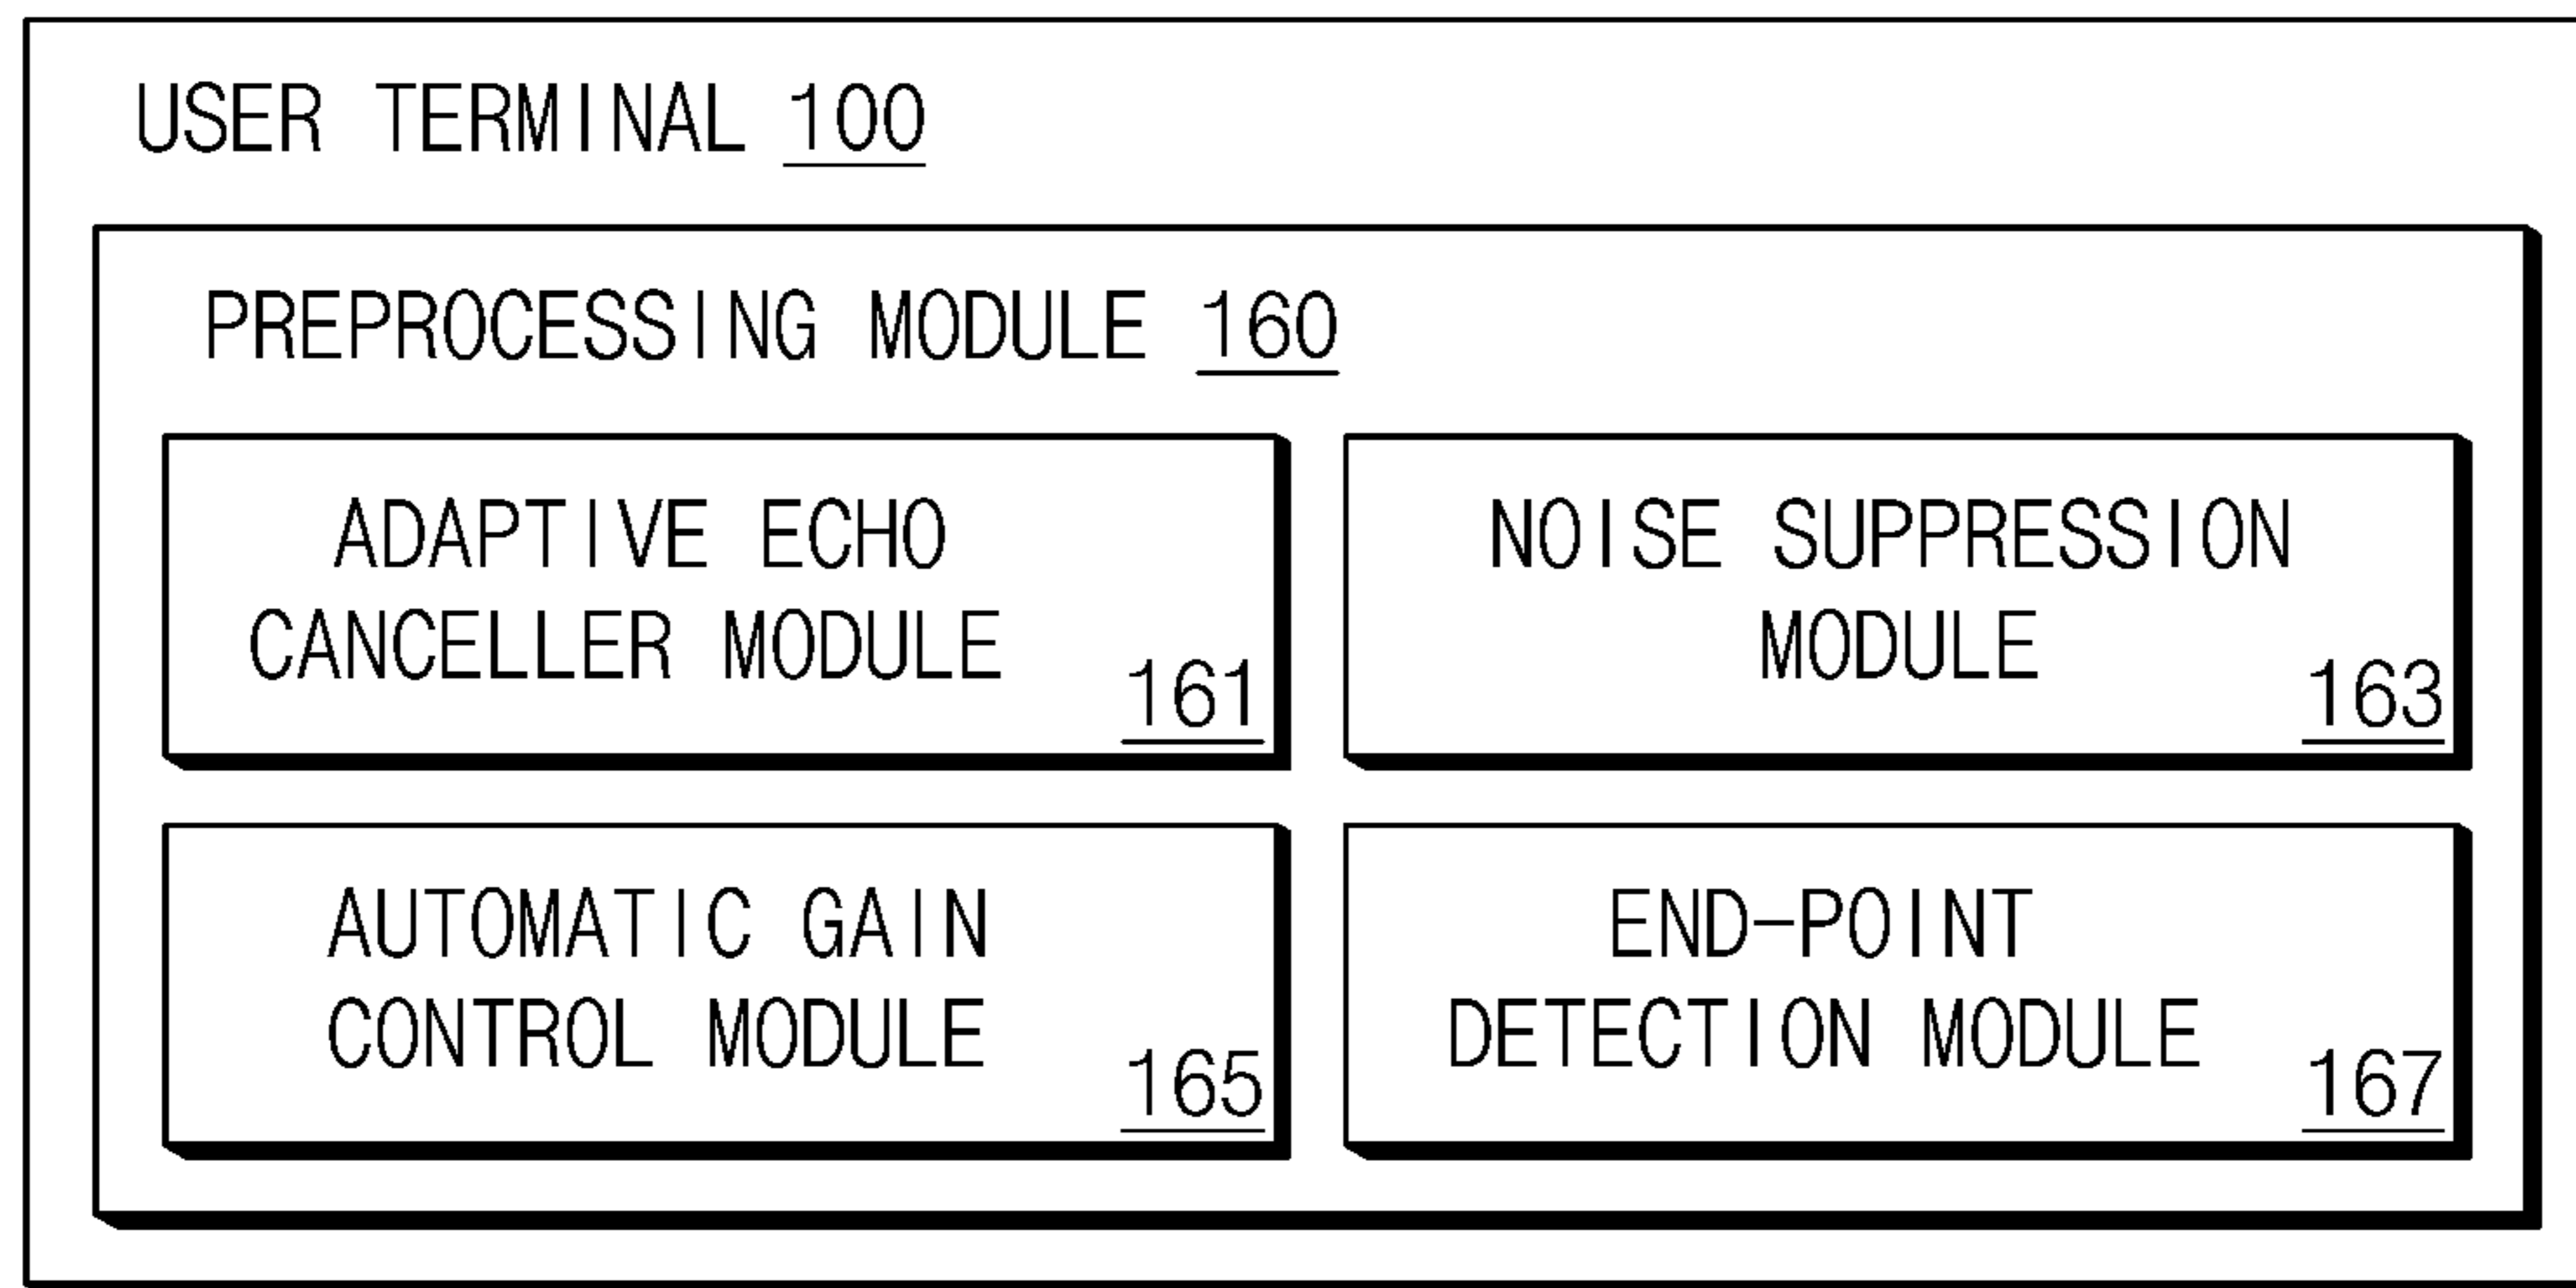 USER TERMINAL 100
PREPROCESSING MODULE 160
ADAPTIVE ECHO
CANCELLER MODULE
161
NOISE SUPPRESSION
MODULE
163
AUTOMATIC GAIN
CONTROL MODULE
165
END-POINT
DETECTION MODULE
167